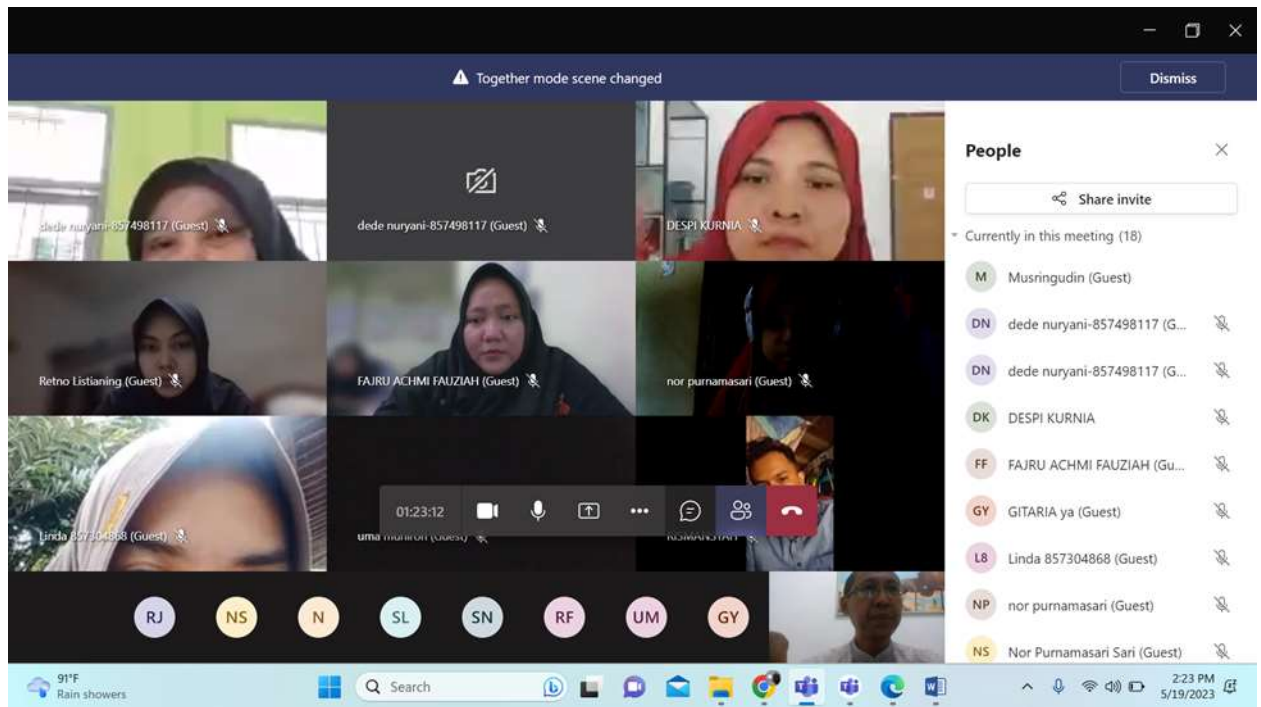 Together mode scene changed
Dismiss
dede nuryani-857498117 (Guest)
dede nuryani-857498117 (Guest)
DESPI KURNIA
Retno Listianing (Guest)
FAJRU ACHMI FAUZIAH (Guest)
nor purnamasari (Guest)
Linda 857304868 (Guest)
uma muhiroh (Guest)
RISMANSYAH
01:23:12
RJ
NS
N
SL
SN
RF
UM
GY
People
Share invite
Currently in this meeting (18)
M Musringudin (Guest)
DN dede nuryani-857498117 (G...
DN dede nuryani-857498117 (G...
DK DESPI KURNIA
FF FAJRU ACHMI FAUZIAH (Gu...
GY GITARIA ya (Guest)
L8 Linda 857304868 (Guest)
NP nor purnamasari (Guest)
NS Nor Purnamasari Sari (Guest)
91°F
Rain showers
Search
2:23 PM
5/19/2023